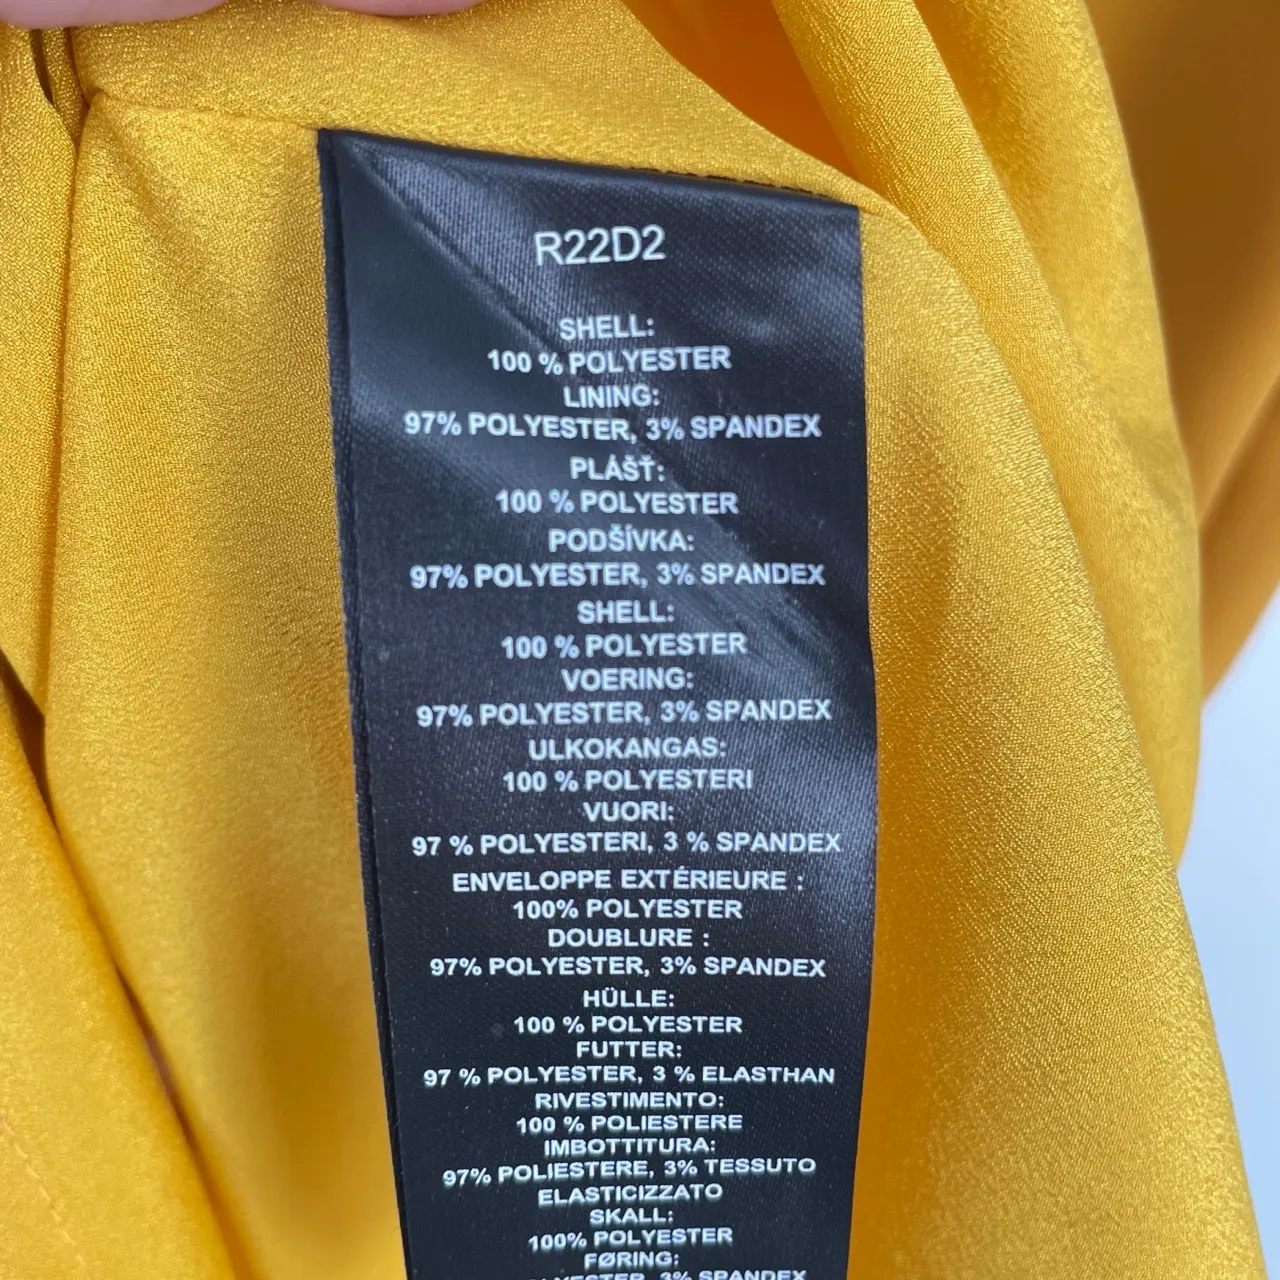 R22D2
SHELL:
100 % POLYESTER
LINING:
97% POLYESTER, 3% SPANDEX
PLÁŠŤ:
100 % POLYESTER
PODŠÍVKA:
97% POLYESTER, 3% SPANDEX
SHELL:
100 % POLYESTER
VOERING:
97% POLYESTER, 3% SPANDEX
ULKOKANGAS:
100 % POLYESTERI
VUORI:
97 % POLYESTERI, 3 % SPANDEX
ENVELOPPE EXTÉRIEURE :
100% POLYESTER
DOUBLURE :
97% POLYESTER, 3% SPANDEX
HÜLLE:
100 % POLYESTER
FUTTER:
97 % POLYESTER, 3 % ELASTHAN
RIVESTIMENTO:
100 % POLIESTERE
IMBOTTITURA:
97% POLIESTERE, 3% TESSUTO
ELASTICIZZATO
SKALL:
100% POLYESTER
FØRING:
POLYESTER, 3% SPANDEX